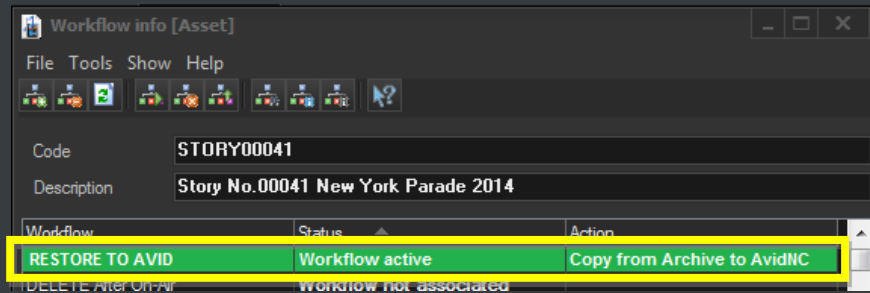 Workflow info [Asset]
File Tools Show Help
Code STORY00041
Description Story No.00041 New York Parade 2014
Workflow Status Action
RESTORE TO AVID Workflow active Copy from Archive to AvidNC
DELETE After On-Air Workflow not associated